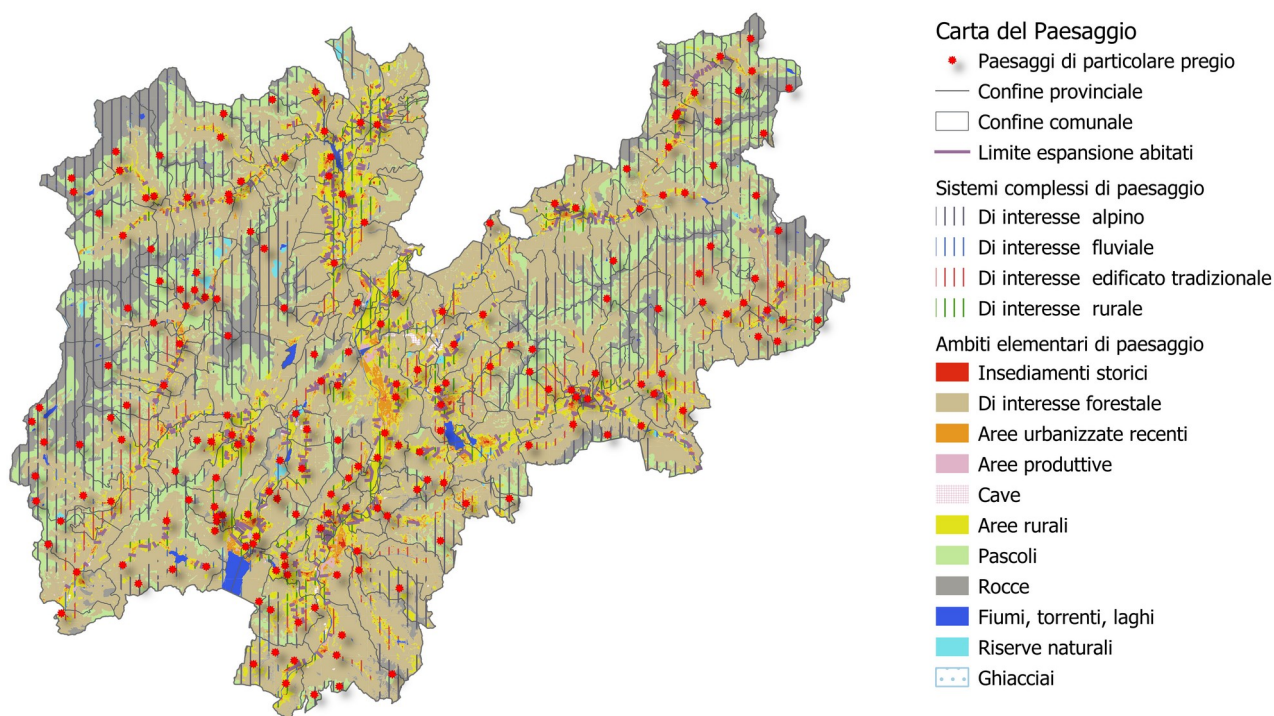 Carta del Paesaggio
Paesaggi di particolare pregio
Confine provinciale
Confine comunale
Limite espansione abitati
Sistemi complessi di paesaggio
Di interesse alpino
Di interesse fluviale
Di interesse edificato tradizionale
Di interesse rurale
Ambiti elementari di paesaggio
Insediamenti storici
Di interesse forestale
Aree urbanizzate recenti
Aree produttive
Cave
Aree rurali
Pascoli
Rocce
Fiumi, torrenti, laghi
Riserve naturali
Ghiacciai